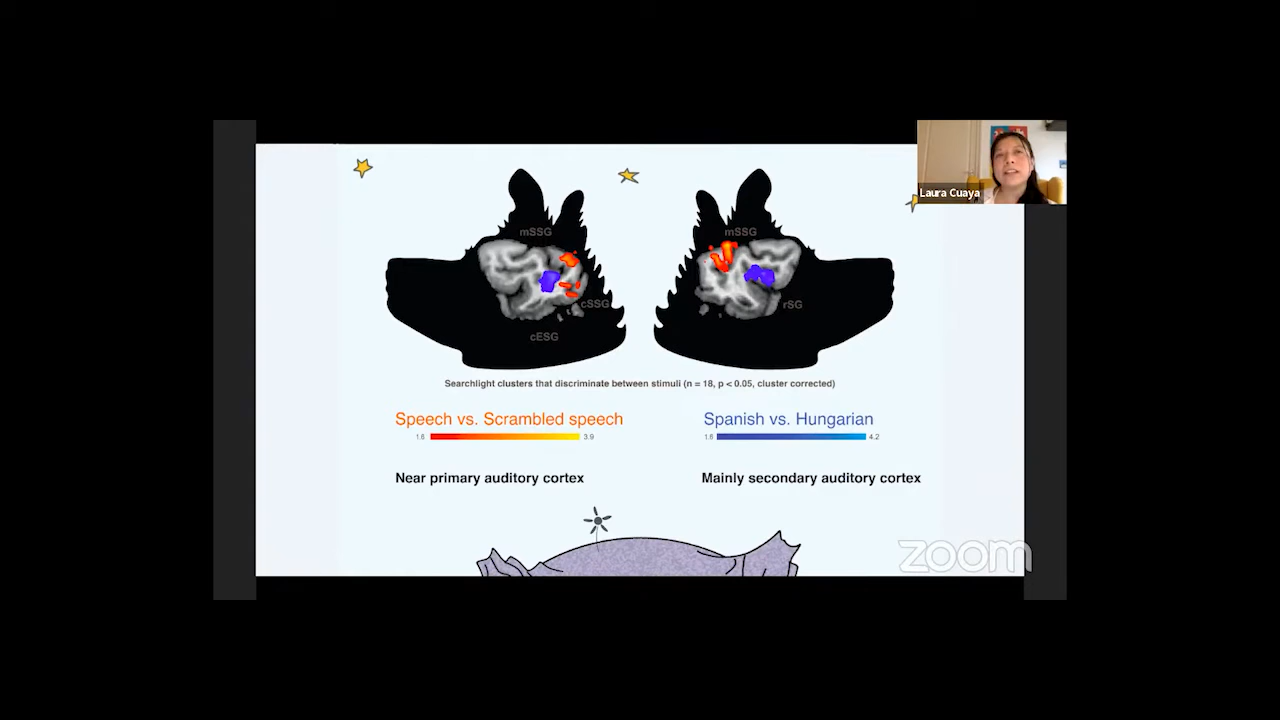 Laura Cuaya
mSSG
mSSG
cSSG
rSG
cESG
Searchlight clusters that discriminate between stimuli (n = 18, p < 0.05, cluster corrected)
Speech vs. Scrambled speech
1.6
3.9
Spanish vs. Hungarian
1.6
4.2
Near primary auditory cortex
Mainly secondary auditory cortex
zoom